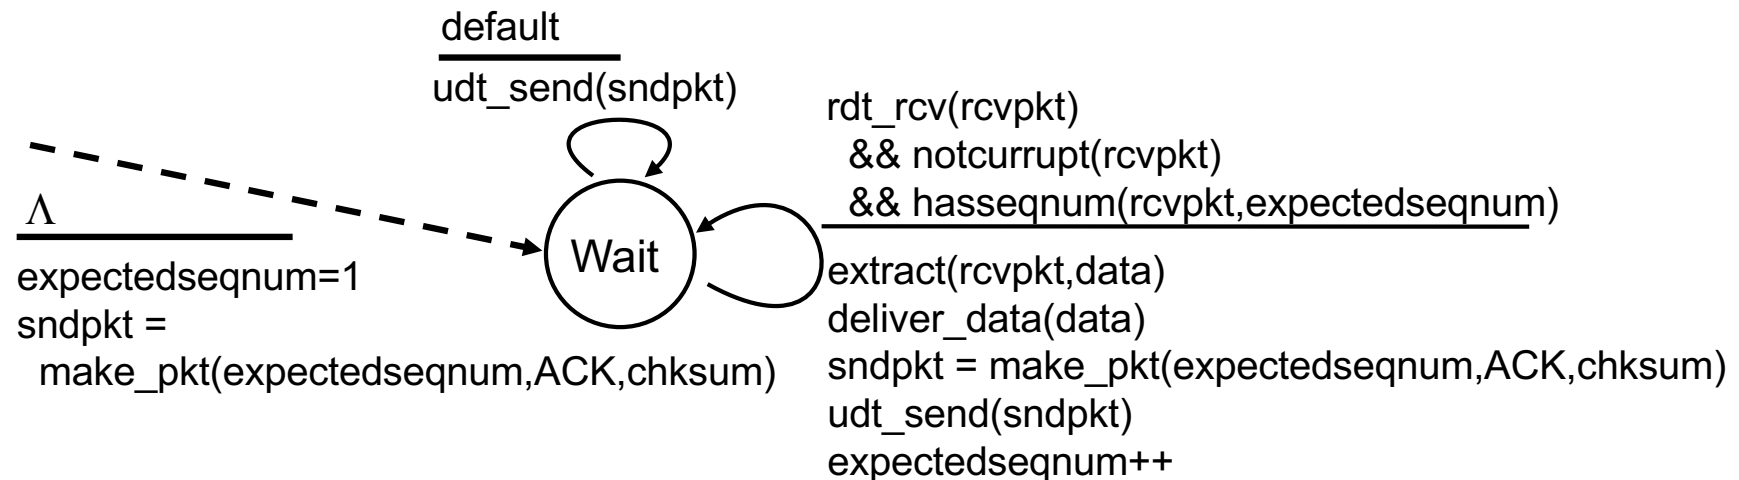 default
udt_send(sndpkt)
rdt_rcv(rcvpkt)
&& notcurrupt(rcvpkt)
&& hasseqnum(rcvpkt,expectedseqnum)
Λ
Wait
expectedseqnum=1
sndpkt =
make_pkt(expectedseqnum,ACK,chksum)
extract(rcvpkt,data)
deliver_data(data)
sndpkt = make_pkt(expectedseqnum,ACK,chksum)
udt_send(sndpkt)
expectedseqnum++